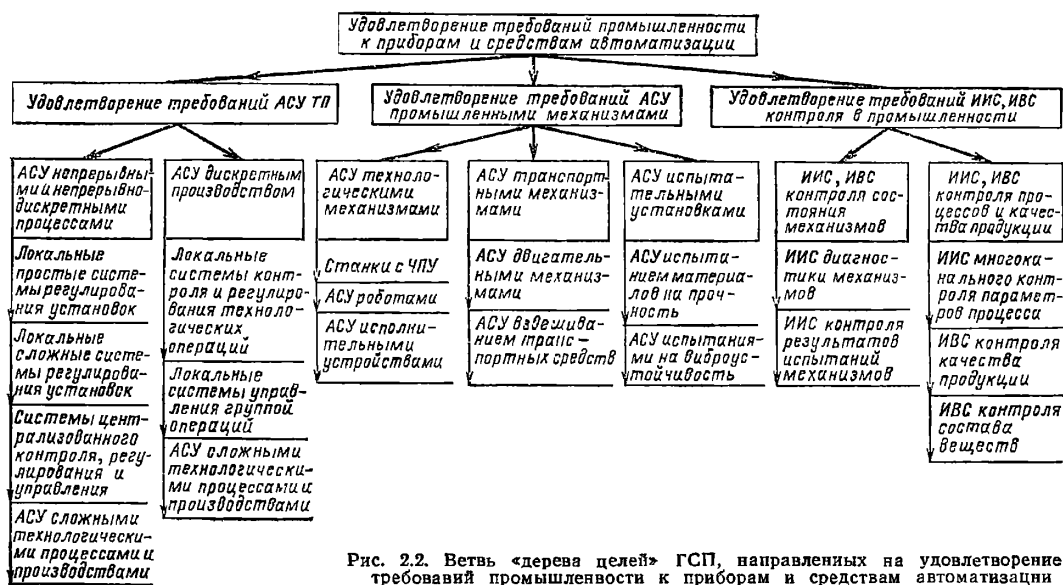 Удовлетворение требований промышленности
к приборам и средствам автоматизации
Удовлетворение требований АСУ ТП
Удовлетворение требований АСУ
промышленными механизмами
Удовлетворение требований ИИС, ИВС
контроля в промышленности
АСУ непрерывны-
ми и непрерывно-
дискретными
процессами
Локальные
простые систе-
мы регулирова-
ния установок
Локальные
сложные систе-
мы регулирова-
ния установок
Системы цент-
рализованного
контроля, регу-
лирования и
управления
АСУ сложными
технологически-
ми процессами и
производствами
АСУ дискретным
производством
Локальные
системы конт-
роля и регулиро-
вания техноло-
гических
операций
Локальные
системы управ-
ления группой
операций
АСУ сложными
технологически-
ми процессами и
производствами
АСУ техноло-
гическими
механизмами
Станки с ЧПУ
АСУ роботами
АСУ исполни-
тельными
устройствами
АСУ транспорт-
ными механиз-
мами
АСУ двигатель-
ными механиз-
мами
АСУ взвешива-
нием транс-
портных средств
АСУ испыта-
тельными
установками
АСУ испыта-
нием материа-
лов на проч-
ность
АСУ испытания-
ми на виброус-
тойчивость
ИИС, ИВС
контроля сос-
тояния
механизмов
ИИС диагнос-
тики механиз-
мов
ИИС контроля
результатов
испытаний
механизмов
ИИС, ИВС
контроля про-
цессов и качес-
тва продукции
ИИС многока-
нального конт-
роля парамет-
ров процесса
ИВС контроля
качества
продукции
ИВС контроля
состава
веществ
Рис. 2.2. Ветвь «дерева целей» ГСП, направленных на удовлетворение
требований промышленности к приборам и средствам автоматизации